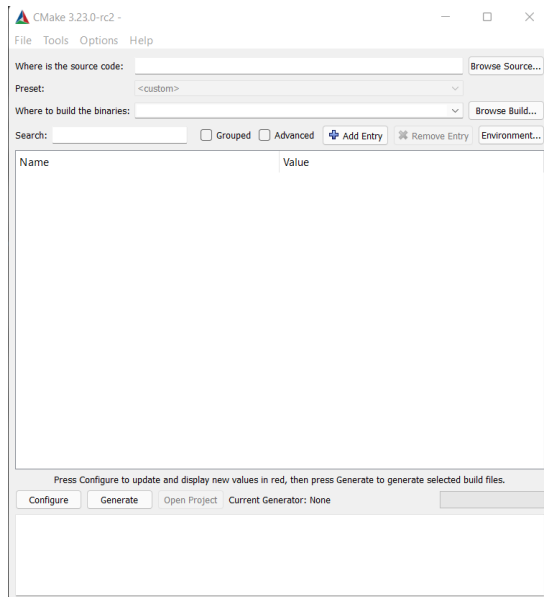 CMake 3.23.0-rc2 -
File Tools Options Help
Where is the source code: Browse Source...
Preset: <custom>
Where to build the binaries: Browse Build...
Search: Grouped Advanced Add Entry Remove Entry Environment...
Name Value
Press Configure to update and display new values in red, then press Generate to generate selected build files.
Configure Generate Open Project Current Generator: None